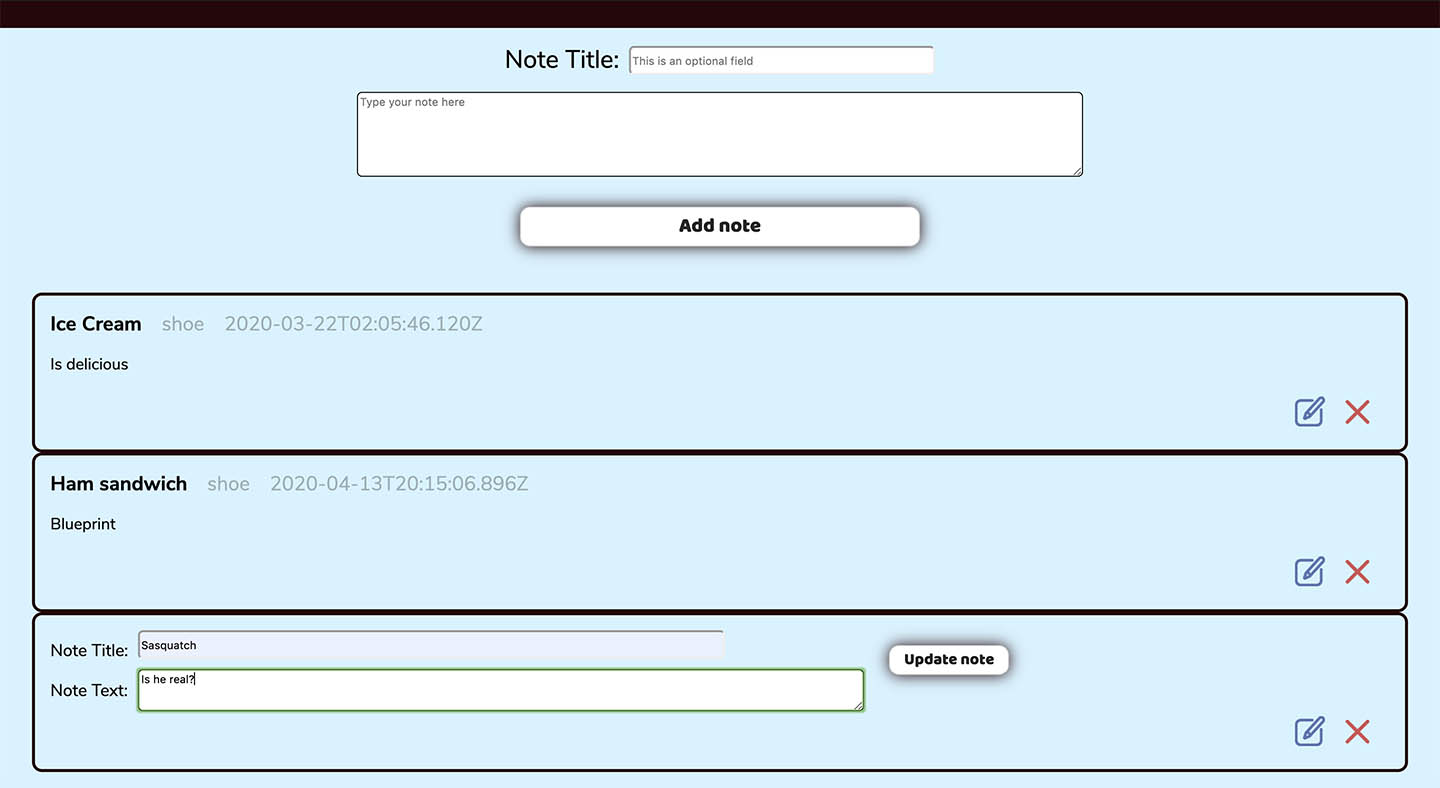 Note Title: This is an optional field
Type your note here
Add note
Ice Cream shoe 2020-03-22T02:05:46.120Z
Is delicious
Ham sandwich shoe 2020-04-13T20:15:06.896Z
Blueprint
Note Title: Sasquatch
Update note
Note Text: Is he real?